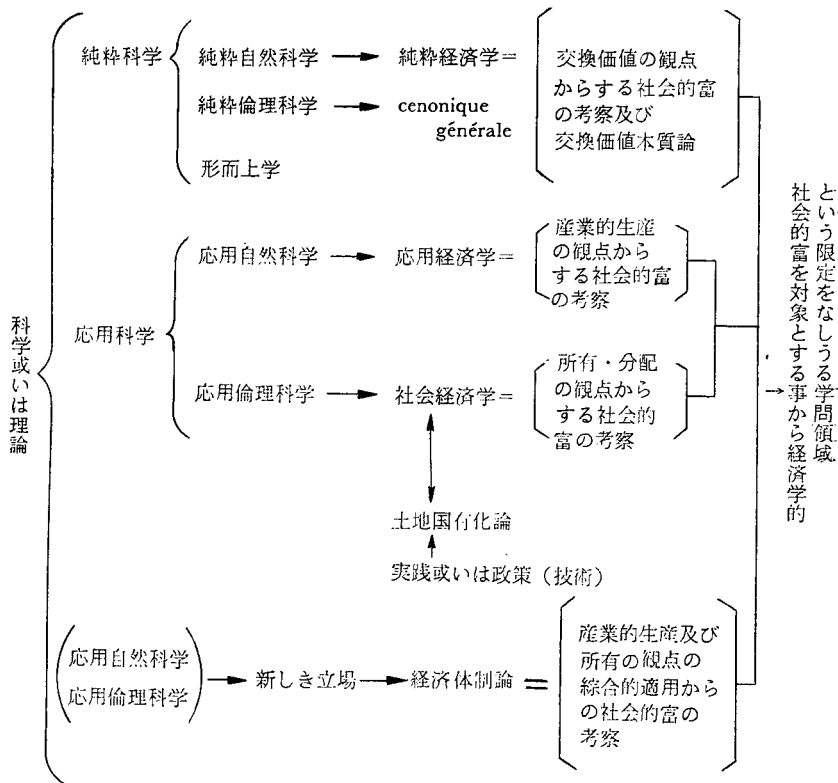 科学或いは理論
純粋科学
純粋自然科学
純粋経済学＝
交換価値の観点
からする社会的富
の考察及び
交換価値本質論
純粋倫理科学
cenonique
générale
形而上学
応用科学
応用自然科学
応用経済学＝
産業的生産
の観点から
する社会的富
の考察
応用倫理科学
社会経済学＝
所有・分配
の観点から
する社会的
富の考察
土地国有化論
実践或いは政策（技術）
応用自然科学
応用倫理科学
新しき立場
経済体制論＝
産業的生産及び
所有の観点の
綜合的適用から
の社会的富の
考察
社会的富を対象とする事から経済学的
という限定をなしうる学問領域